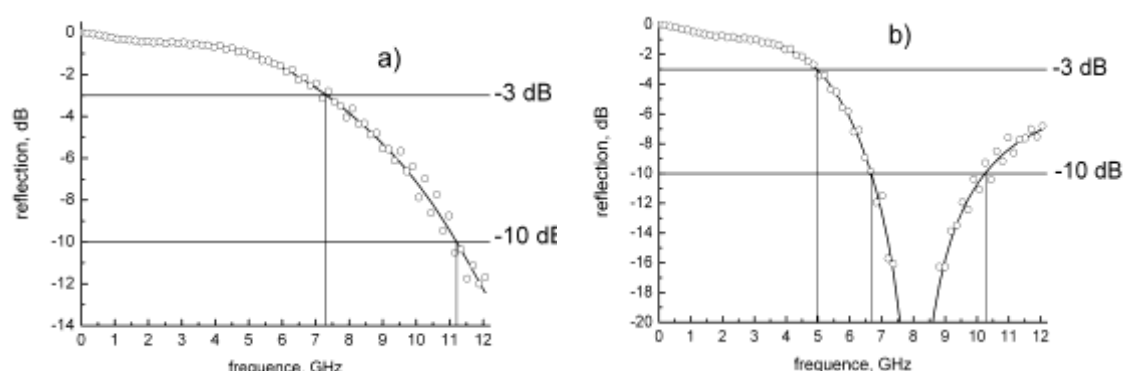 a)
0
-2
-4
-6
-8
-10
-12
-14
reflection, dB
-3 dB
-10 dB
0 1 2 3 4 5 6 7 8 9 10 11 12
frequence, GHz
b)
0
-2
-4
-6
-8
-10
-12
-14
-16
-18
-20
reflection, dB
-3 dB
-10 dB
0 1 2 3 4 5 6 7 8 9 10 11 12
frequence, GHz